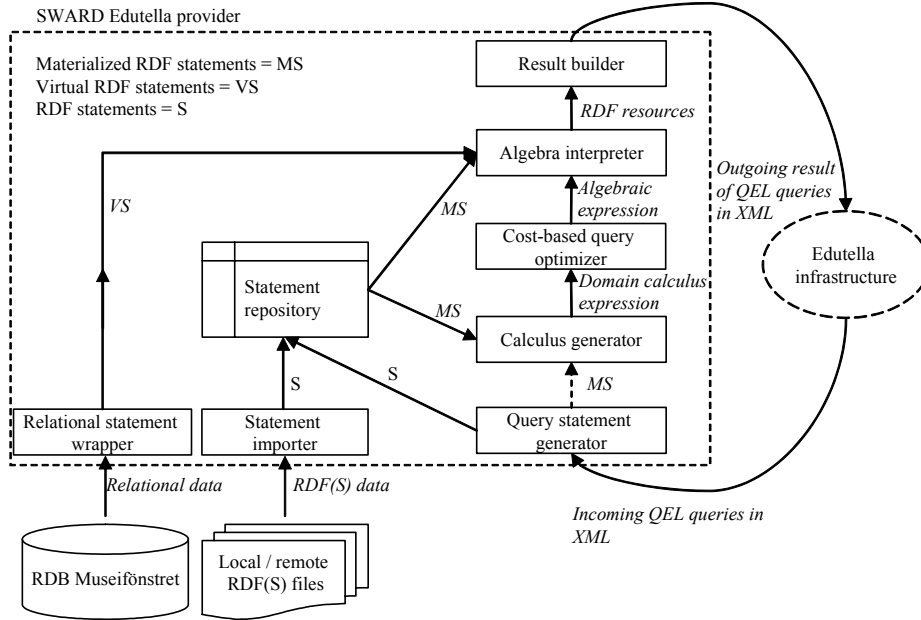 SWARD Edutella provider
Materialized RDF statements = MS
Virtual RDF statements = VS
RDF statements = S
Result builder
RDF resources
Algebra interpreter
Outgoing result
of QEL queries
in XML
VS
MS
Algebraic
expression
Cost-based query
optimizer
Edutella
infrastructure
Statement
repository
Domain calculus
expression
MS
Calculus generator
S
S
MS
Relational statement
wrapper
Statement
importer
Query statement
generator
Relational data
RDF(S) data
Incoming QEL queries in
XML
RDB Museifönstret
Local / remote
RDF(S) files